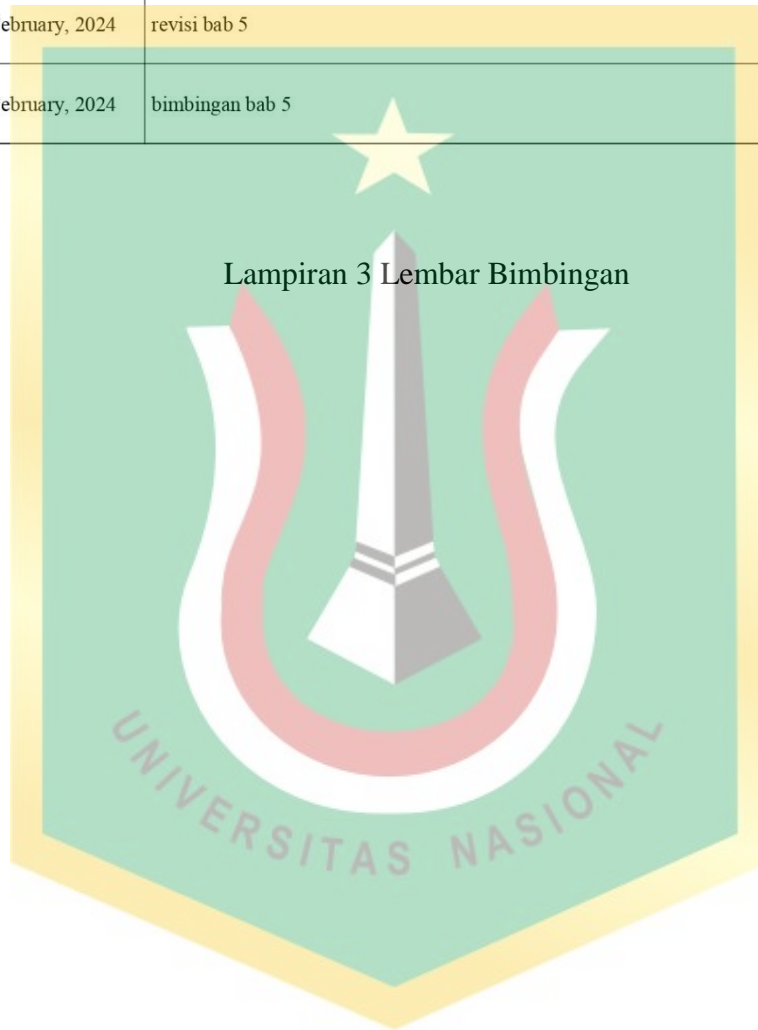 ebruary, 2024 revisi bab 5
ebruary, 2024 bimbingan bab 5
Lampiran 3 Lembar Bimbingan
UNIVERSITAS NASIONAL